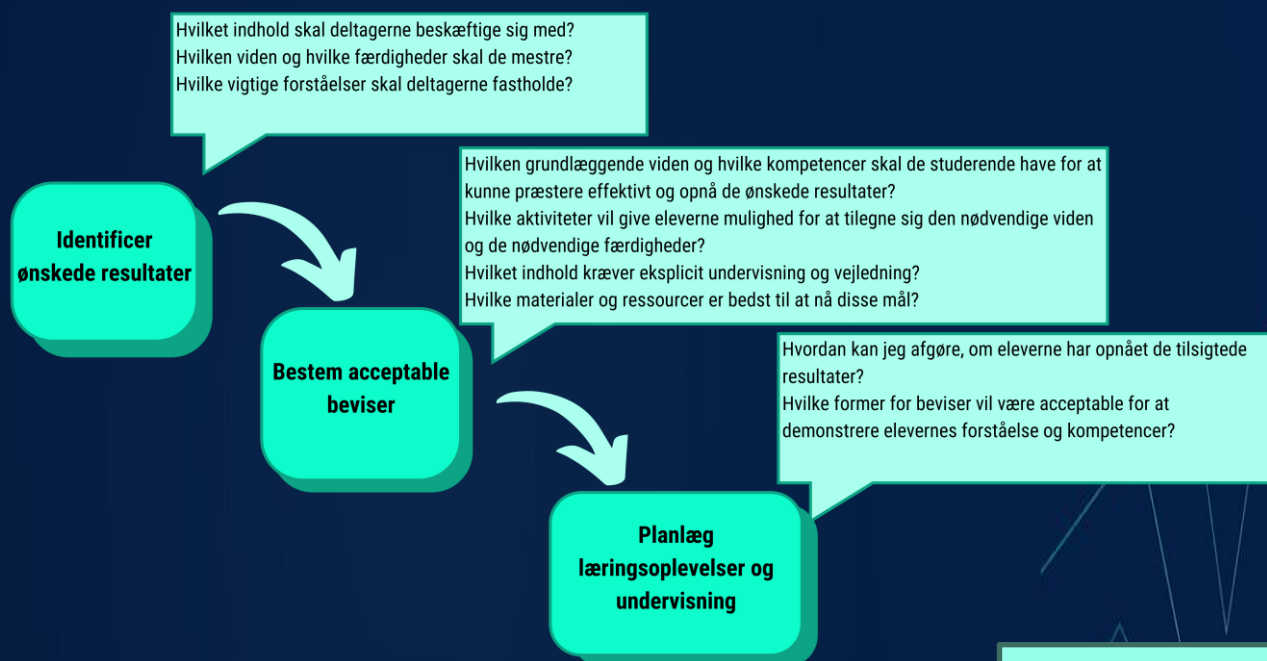 Hvilket indhold skal deltagerne beskæftige sig med?
Hvilken viden og hvilke færdigheder skal de mestre?
Hvilke vigtige forståelser skal deltagerne fastholde?
Identificer
ønskede resultater
Hvilken grundlæggende viden og hvilke kompetencer skal de studerende have for at
kunne præstere effektivt og opnå de ønskede resultater?
Hvilke aktiviteter vil give eleverne mulighed for at tilegne sig den nødvendige viden
og de nødvendige færdigheder?
Hvilket indhold kræver eksplicit undervisning og vejledning?
Hvilke materialer og ressourcer er bedst til at nå disse mål?
Bestem acceptable
beviser
Hvordan kan jeg afgøre, om eleverne har opnået de tilsigtede
resultater?
Hvilke former for beviser vil være acceptable for at
demonstrere elevernes forståelse og kompetencer?
Planlæg
læringsoplevelser og
undervisning